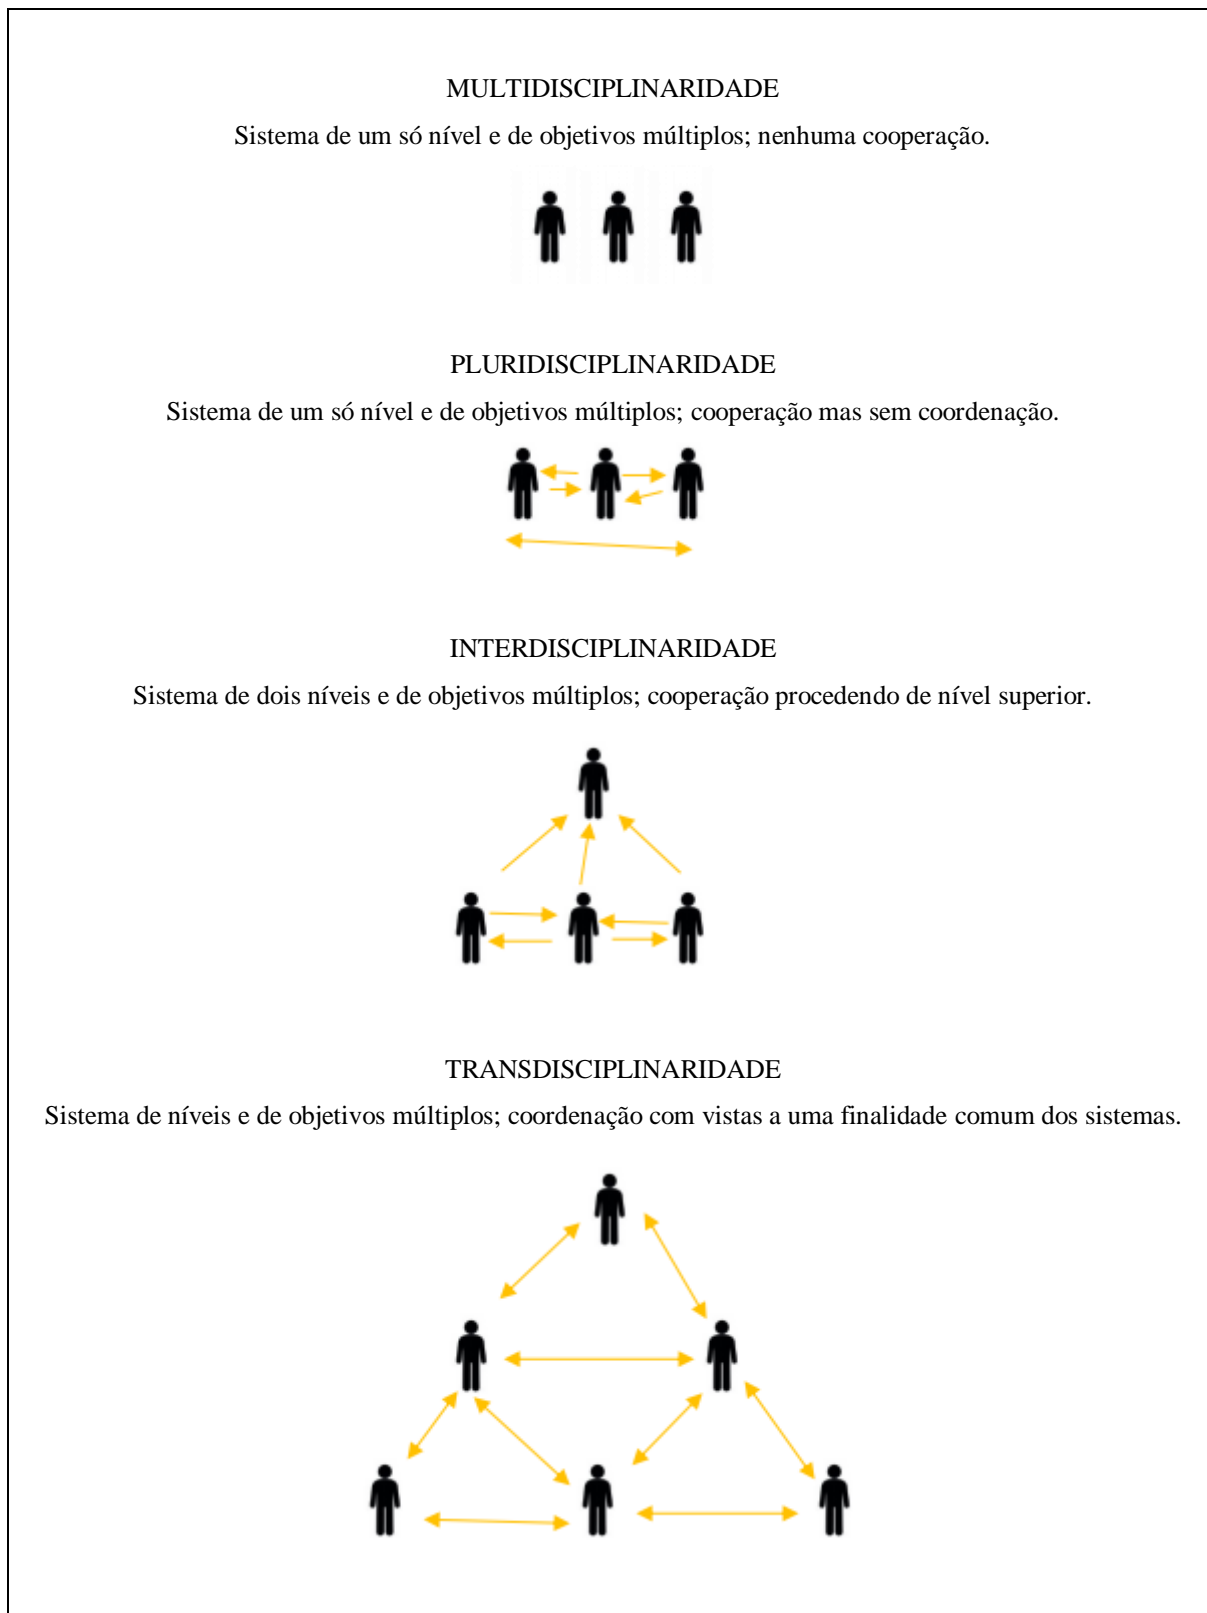 MULTIDISCIPLINARIDADE
Sistema de um só nível e de objetivos múltiplos; nenhuma cooperação.
PLURIDISCIPLINARIDADE
Sistema de um só nível e de objetivos múltiplos; cooperação mas sem coordenação.
INTERDISCIPLINARIDADE
Sistema de dois níveis e de objetivos múltiplos; cooperação procedendo de nível superior.
TRANSDISCIPLINARIDADE
Sistema de níveis e de objetivos múltiplos; coordenação com vistas a uma finalidade comum dos sistemas.